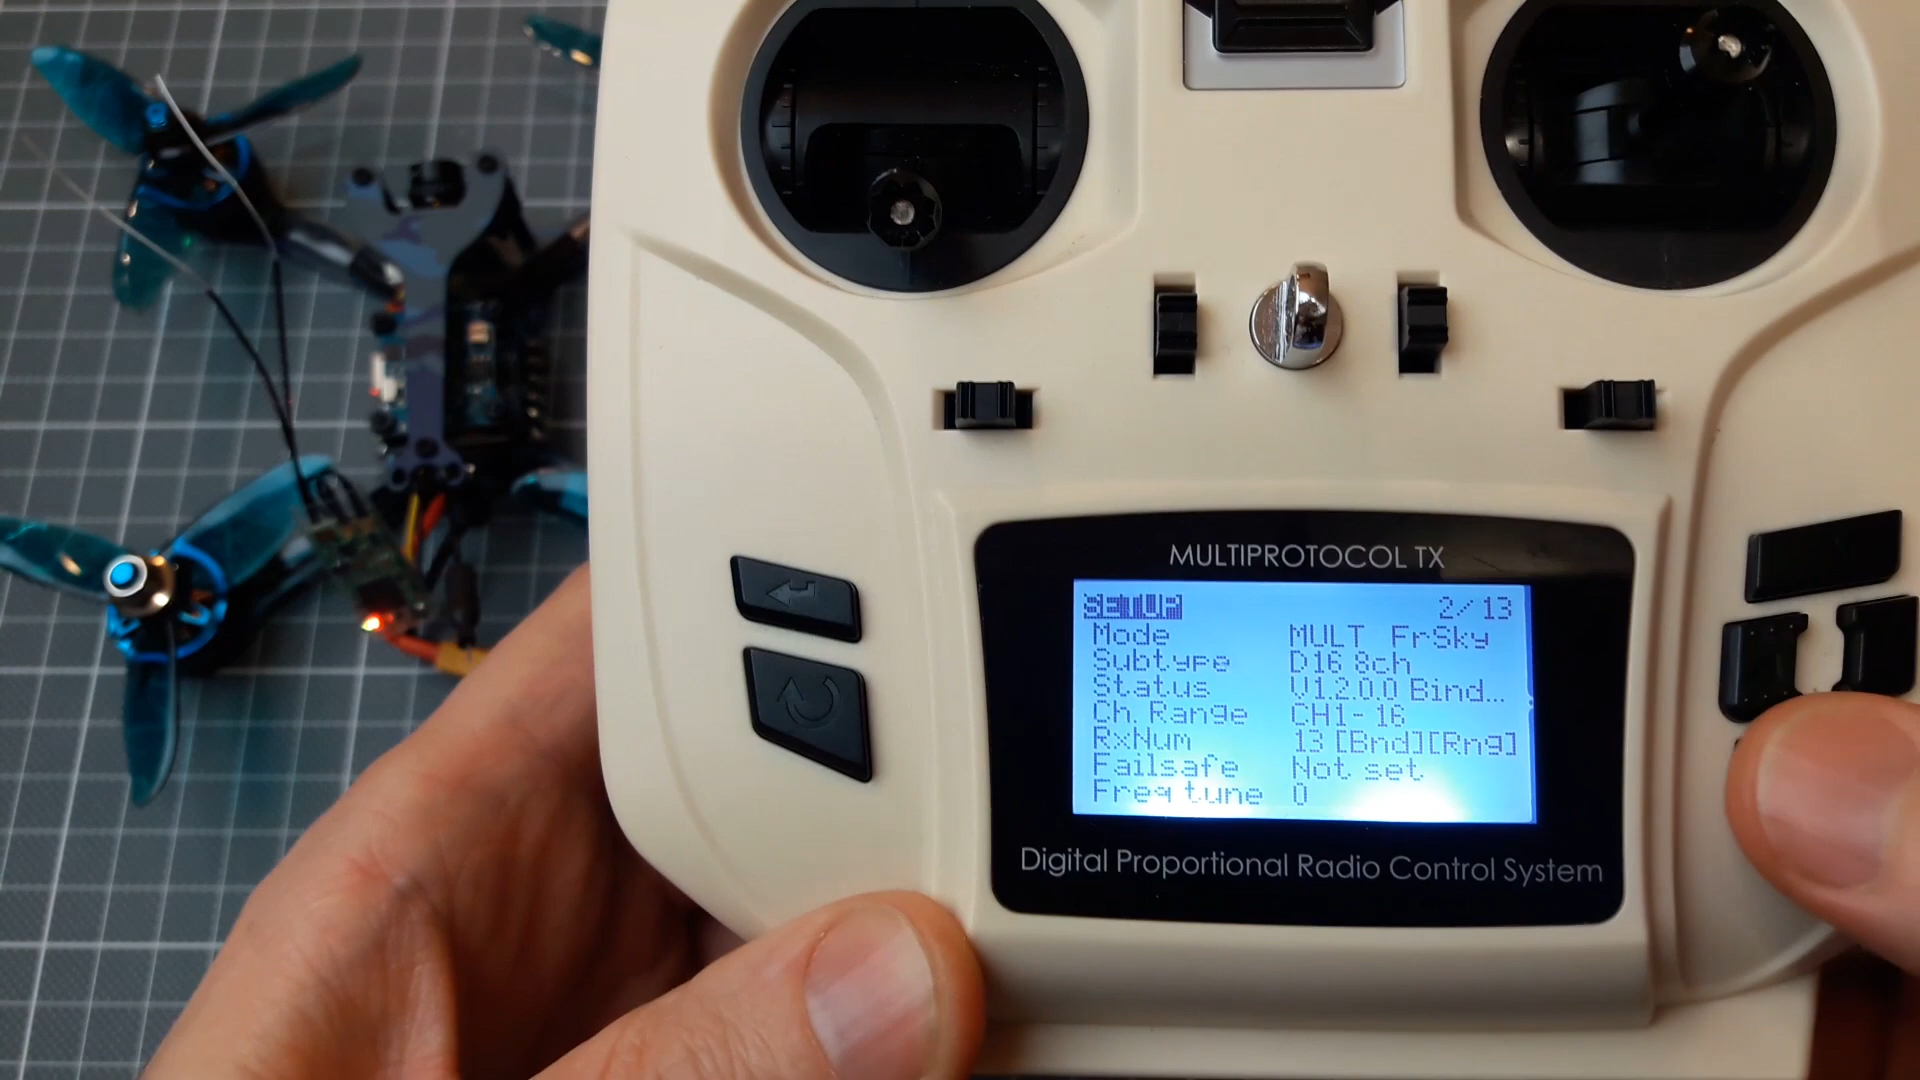 MULTIPROTOCOL TX
SETUP 2/13
Mode MULT FrSky
Subtype D16 8ch
Status V1.2.0.0 Bind...
Ch. Range CH1-16
RxNum 13 [Bnd][Rng]
Failsafe Not set
Freq tune 0
Digital Proportional Radio Control System